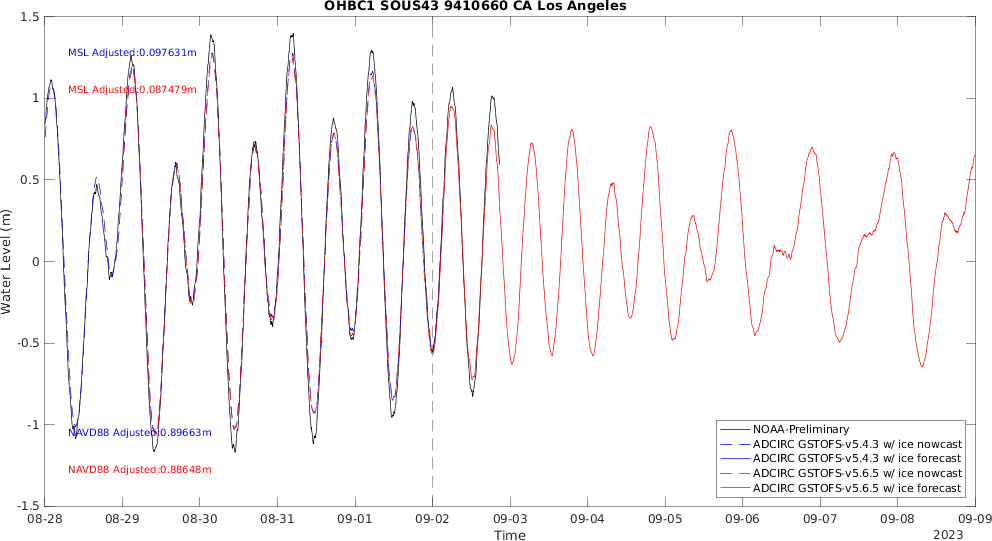 OHBC1 SOUS43 9410660 CA Los Angeles
1.5
1
0.5
0
-0.5
-1
-1.5
Water Level (m)
MSL Adjusted:0.097631m
MSL Adjusted:0.087479m
NAVD88 Adjusted:0.89663m
NAVD88 Adjusted:0.88648m
NOAA-Preliminary
ADCIRC GSTOFS-v5.4.3 w/ ice nowcast
ADCIRC GSTOFS-v5.4.3 w/ ice forecast
ADCIRC GSTOFS-v5.6.5 w/ ice nowcast
ADCIRC GSTOFS-v5.6.5 w/ ice forecast
08-28 08-29 08-30 08-31 09-01 09-02 09-03 09-04 09-05 09-06 09-07 09-08 09-09
Time
2023